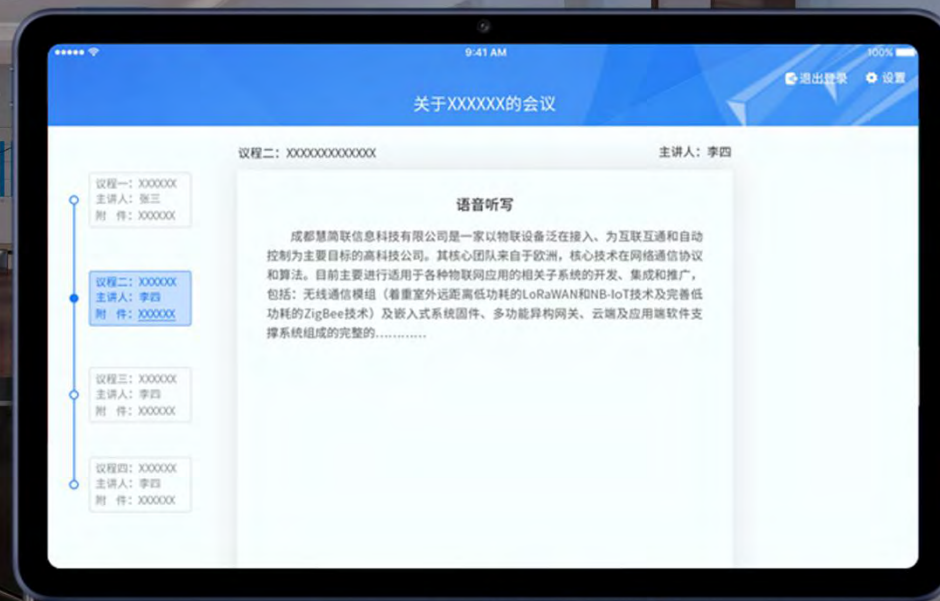 9:41 AM
100%
退出登录 设置
关于XXXXXX的会议
议程二：XXXXXXXXXXXXX 主讲人：李四
议程一：XXXXXX
主讲人：张三
附 件：XXXXXX
议程二：XXXXXX
主讲人：李四
附 件：XXXXXX
议程三：XXXXXX
主讲人：李四
附 件：XXXXXX
议程四：XXXXXX
主讲人：李四
附 件：XXXXXX
语音听写
成都慧简联信息科技有限公司是一家以物联设备泛在接入、为互联互通和自动
控制为主要目标的高科技公司。其核心团队来自于欧洲，核心技术在网络通信协议
和算法。目前主要进行适用于各种物联网应用的相关子系统的开发、集成和推广，
包括：无线通信模组（着重室外远距离低功耗的LoRaWAN和NB-IoT技术及完善低
功耗的ZigBee技术）及嵌入式系统固件、多功能异构网关、云端及应用端软件支
撑系统组成的完整的…………